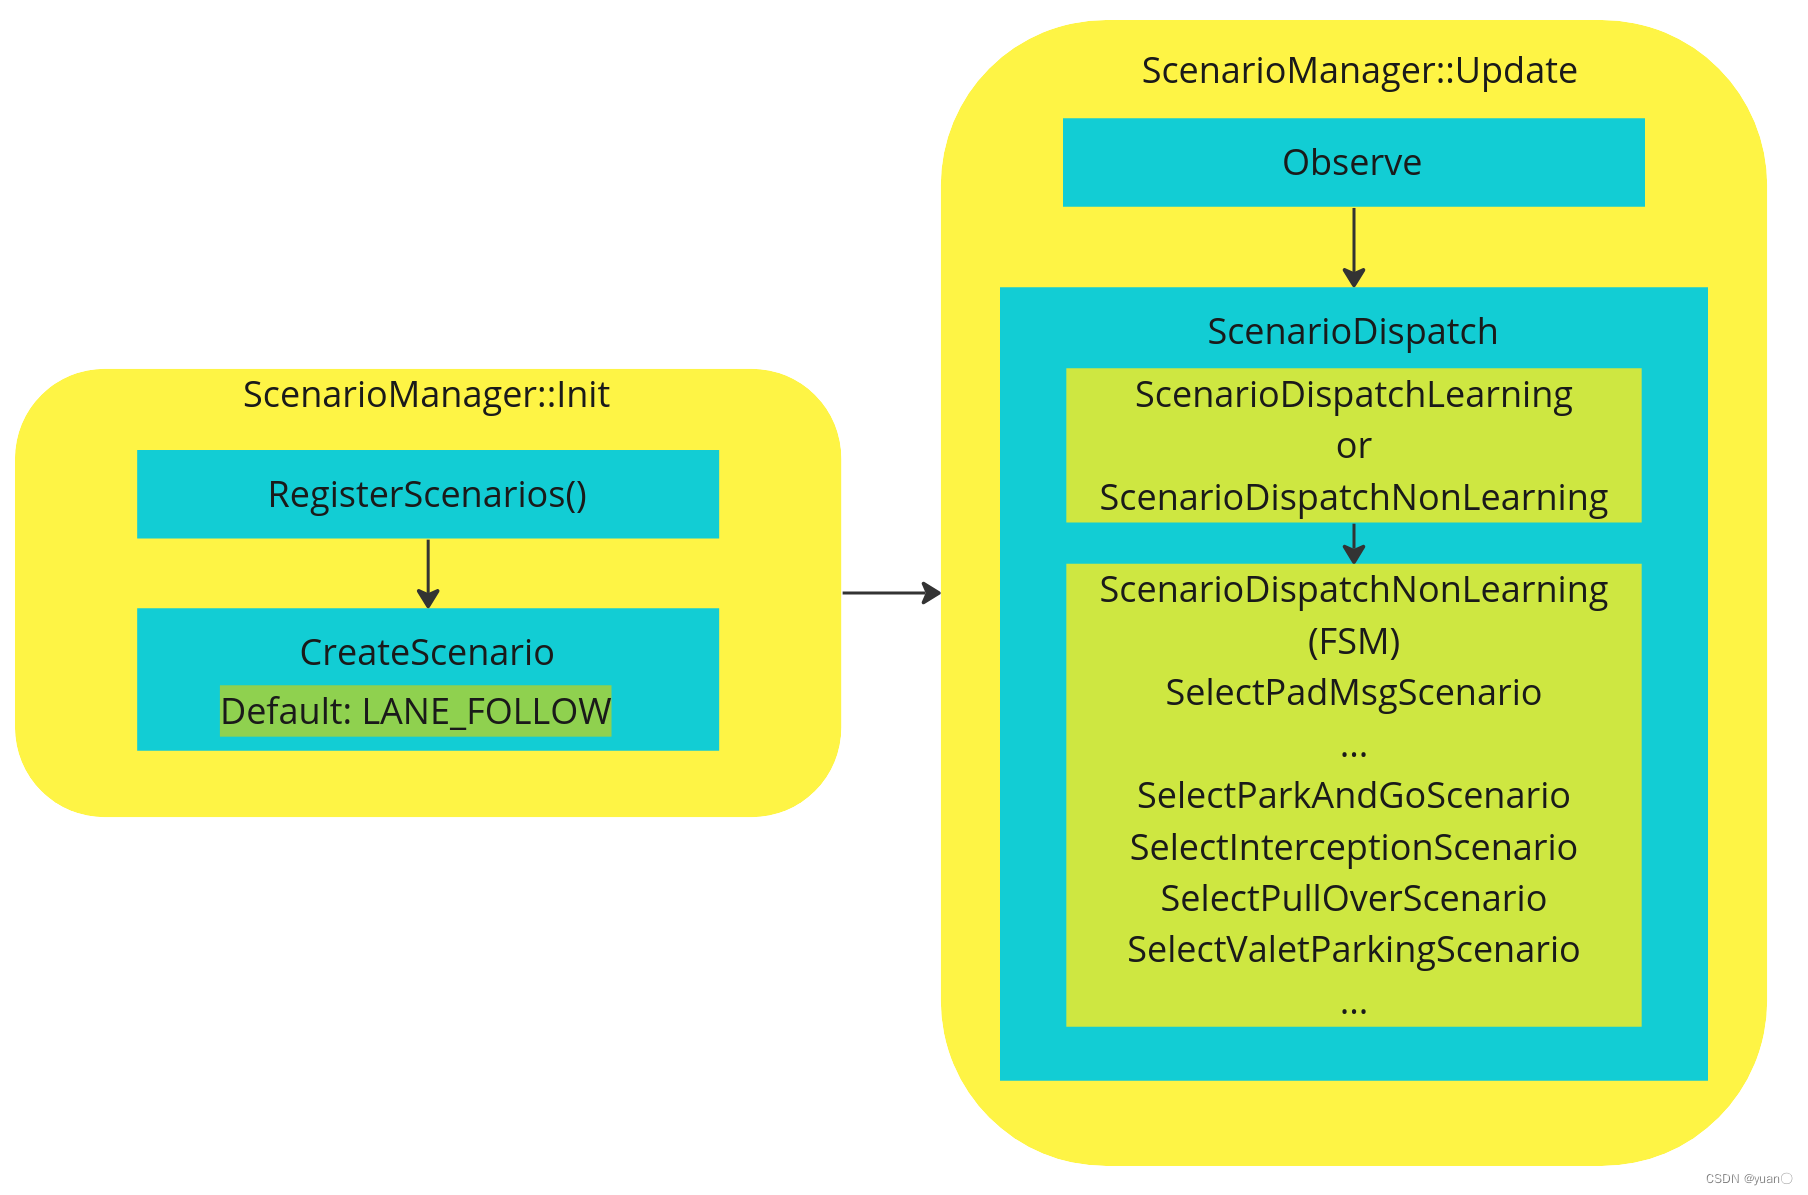 ScenarioManager::Init
RegisterScenarios()
CreateScenario
Default: LANE_FOLLOW
ScenarioManager::Update
Observe
ScenarioDispatch
ScenarioDispatchLearning
or
ScenarioDispatchNonLearning
ScenarioDispatchNonLearning
(FSM)
SelectPadMsgScenario
...
SelectParkAndGoScenario
SelectInterceptionScenario
SelectPullOverScenario
SelectValetParkingScenario
...
CSDN @yuan〇